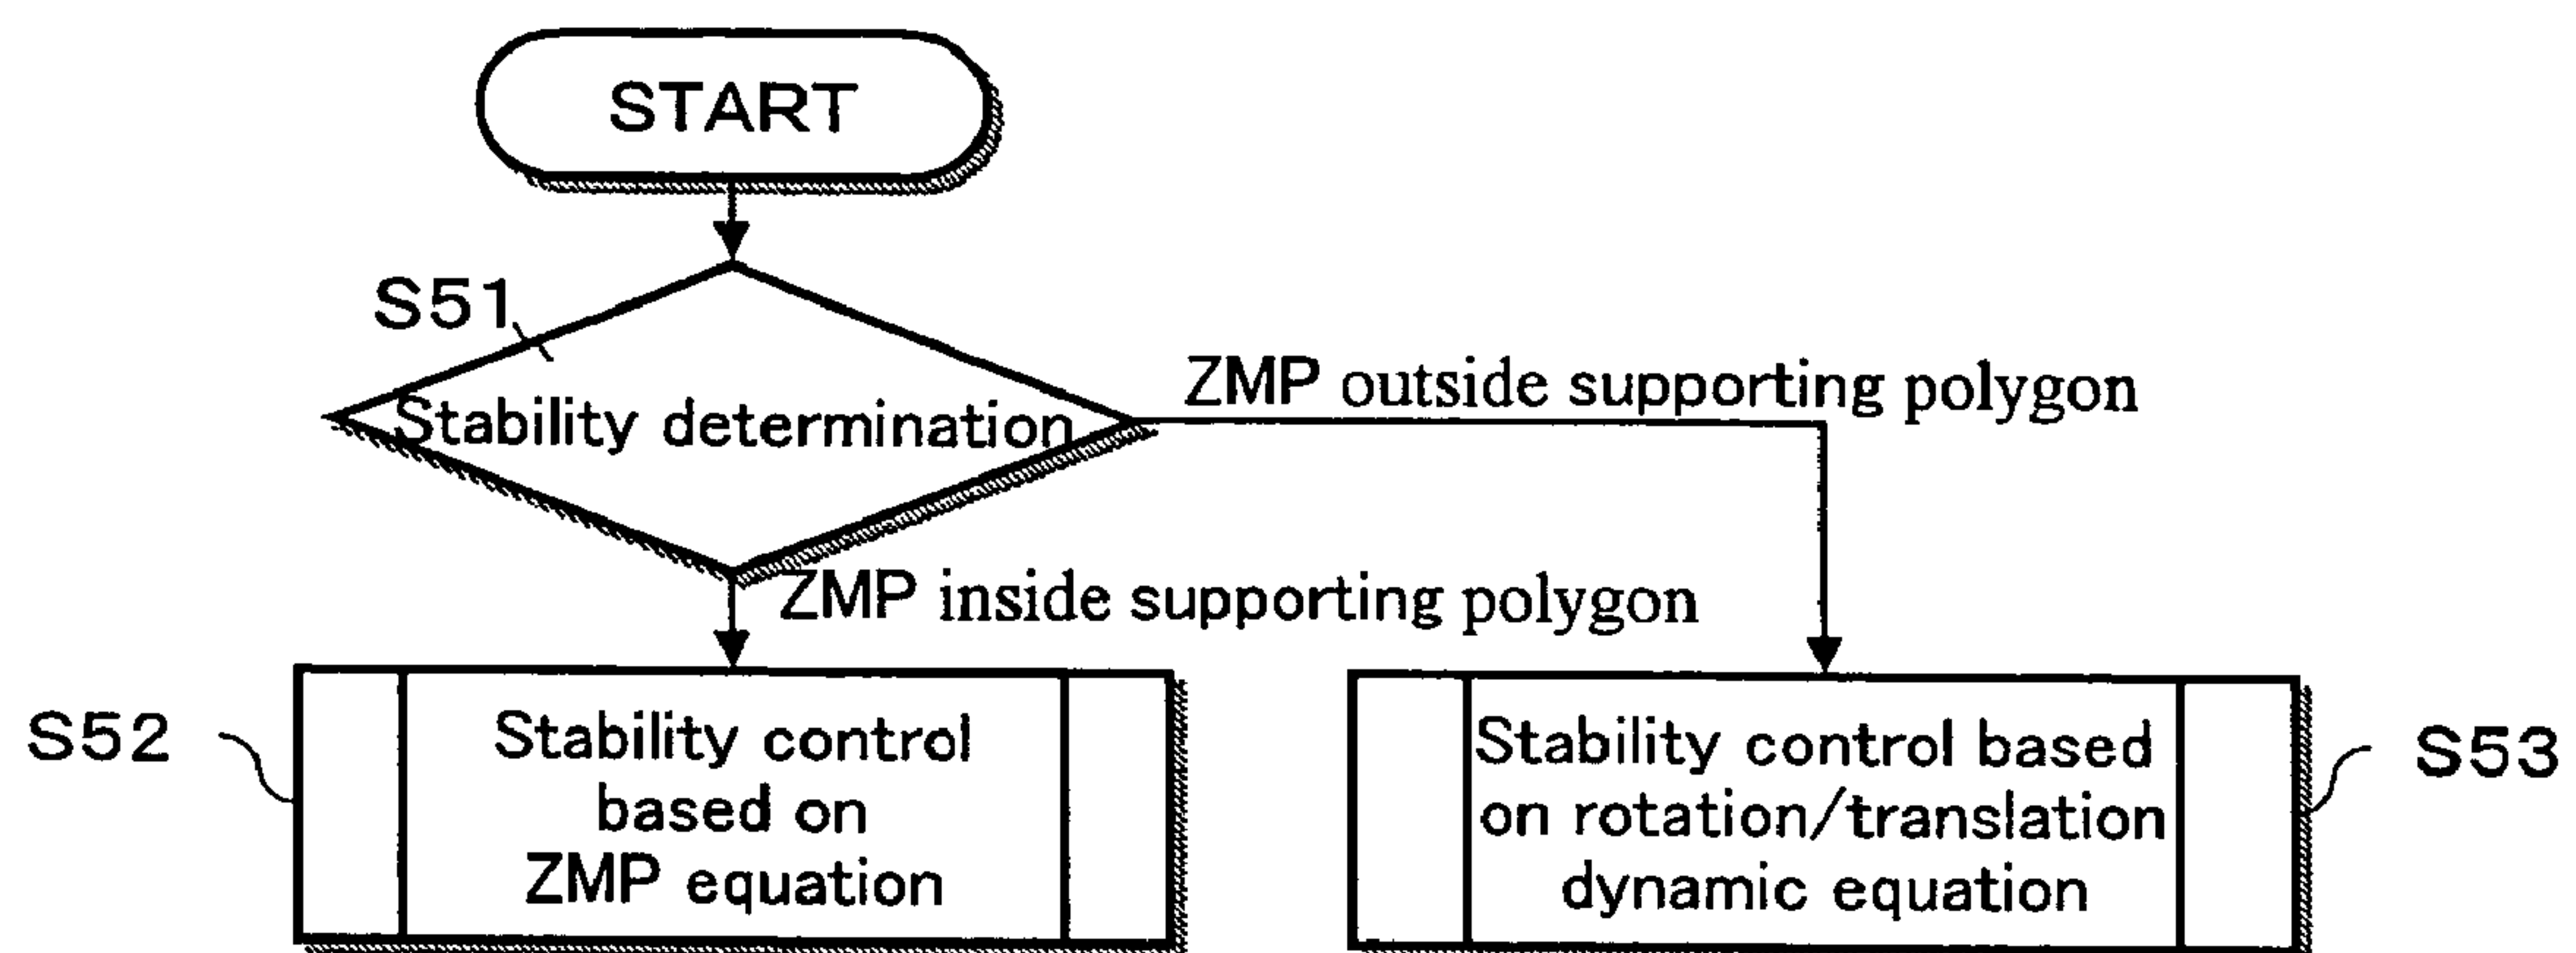 START
S51
Stability determination
ZMP outside supporting polygon
ZMP inside supporting polygon
S52
Stability control
based on
ZMP equation
Stability control based
on rotation/translation
dynamic equation
S53